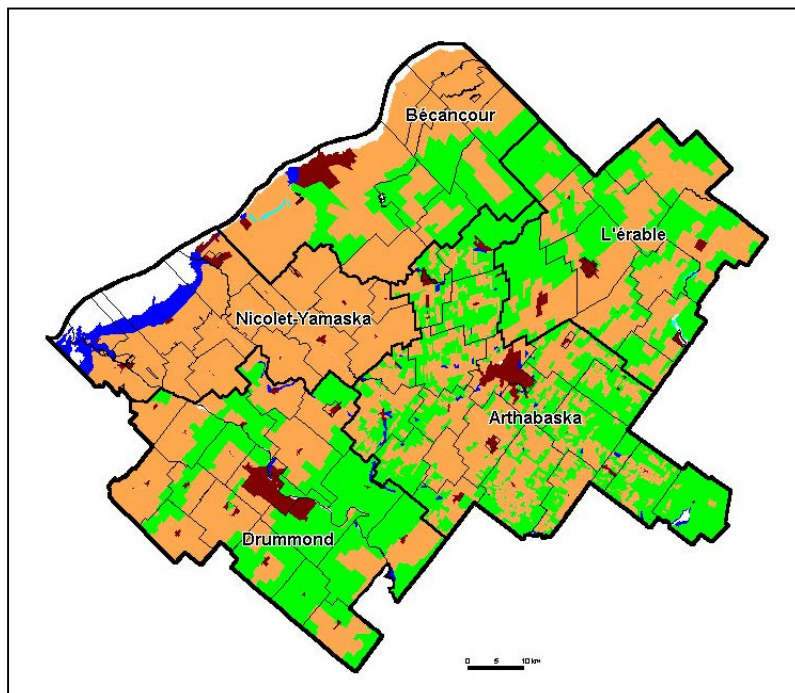 Bécancour
L'érable
Nicolet-Yamaska
Arthabaska
Drummond
0 5 10 km